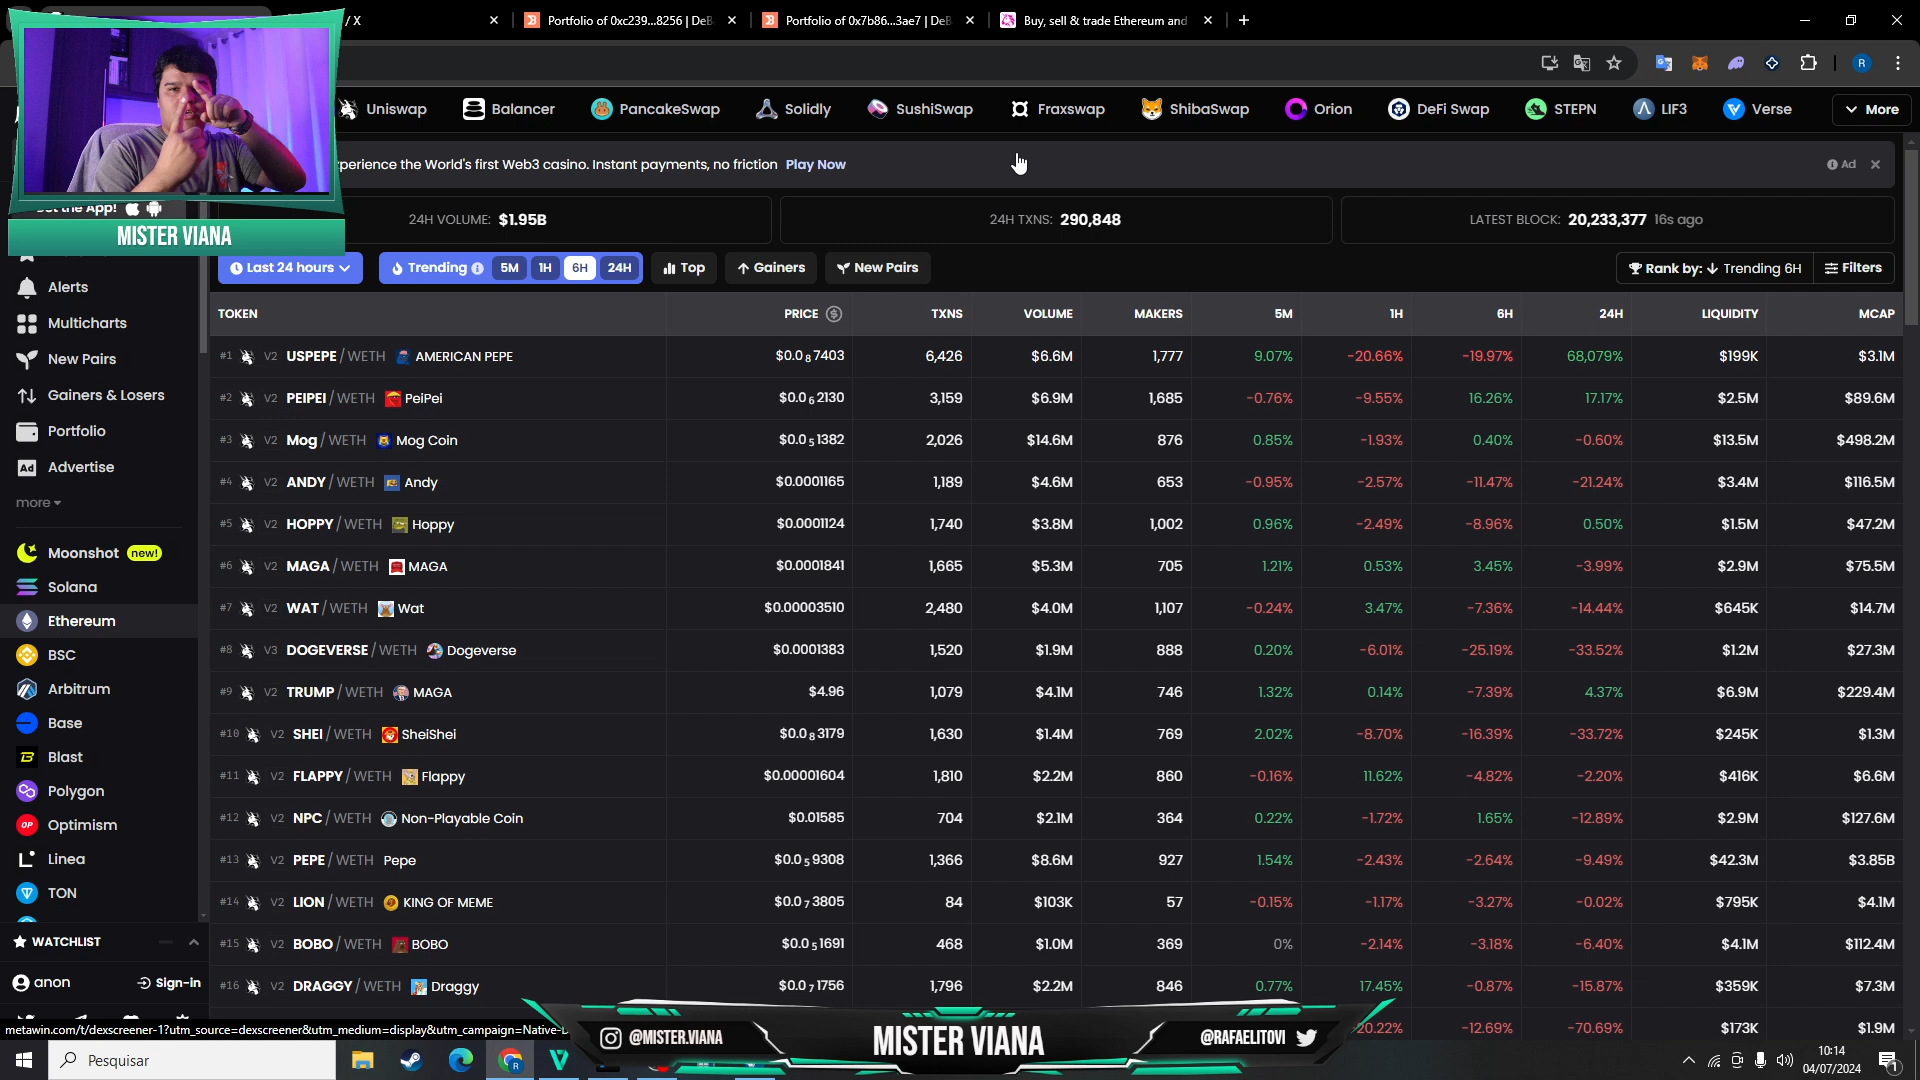 / X
Portfolio of 0xc239...8256 | DeB
Portfolio of 0x7b86...3ae7 | DeB
Buy, sell & trade Ethereum and
R
Uniswap
Balancer
PancakeSwap
Solidly
SushiSwap
Fraxswap
ShibaSwap
Orion
DeFi Swap
STEPN
LIF3
Verse
More
perience the World's first Web3 casino. Instant payments, no friction Play Now
Ad
Get the App!
MISTER VIANA
24H VOLUME: $1.95B
24H TXNS: 290,848
LATEST BLOCK: 20,233,377 16s ago
Last 24 hours
Trending 5M 1H 6H 24H
Top
Gainers
New Pairs
Rank by: Trending 6H
Filters
Alerts
Multicharts
New Pairs
Gainers & Losers
Portfolio
Ad Advertise
more
Moonshot new!
Solana
Ethereum
BSC
Arbitrum
Base
Blast
Polygon
OP Optimism
Linea
TON
WATCHLIST
anon Sign-in
TOKEN PRICE TXNS VOLUME MAKERS 5M 1H 6H 24H LIQUIDITY MCAP
#1 V2 USPEPE / WETH AMERICAN PEPE $0.0₈7403 6,426 $6.6M 1,777 9.07% -20.66% -19.97% 68,079% $199K $3.1M
#2 V2 PEIPEI / WETH PeiPei $0.0₆2130 3,159 $6.9M 1,685 -0.76% -9.55% 16.26% 17.17% $2.5M $89.6M
#3 V2 Mog / WETH Mog Coin $0.0₅1382 2,026 $14.6M 876 0.85% -1.93% 0.40% -0.60% $13.5M $498.2M
#4 V2 ANDY / WETH Andy $0.0001165 1,189 $4.6M 653 -0.95% -2.57% -11.47% -21.24% $3.4M $116.5M
#5 V2 HOPPY / WETH Hoppy $0.0001124 1,740 $3.8M 1,002 0.96% -2.49% -8.96% 0.50% $1.5M $47.2M
#6 V2 MAGA / WETH MAGA $0.0001841 1,665 $5.3M 705 1.21% 0.53% 3.45% -3.99% $2.9M $75.5M
#7 V2 WAT / WETH Wat $0.00003510 2,480 $4.0M 1,107 -0.24% 3.47% -7.36% -14.44% $645K $14.7M
#8 V3 DOGEVERSE / WETH Dogeverse $0.0001383 1,520 $1.9M 888 0.20% -6.01% -25.19% -33.52% $1.2M $27.3M
#9 V2 TRUMP / WETH MAGA $4.96 1,079 $4.1M 746 1.32% 0.14% -7.39% 4.37% $6.9M $229.4M
#10 V2 SHEI / WETH SheiShei $0.0₈3179 1,630 $1.4M 769 2.02% -8.70% -16.39% -33.72% $245K $1.3M
#11 V2 FLAPPY / WETH Flappy $0.00001604 1,810 $2.2M 860 -0.16% 11.62% -4.82% -2.20% $416K $6.6M
#12 V2 NPC / WETH Non-Playable Coin $0.01585 704 $2.1M 364 0.22% -1.72% 1.65% -12.89% $2.9M $127.6M
#13 V2 PEPE / WETH Pepe $0.0₅9308 1,366 $8.6M 927 1.54% -2.43% -2.64% -9.49% $42.3M $3.85B
#14 V2 LION / WETH KING OF MEME $0.0₇3805 84 $103K 57 -0.15% -1.17% -3.27% -0.02% $795K $4.1M
#15 V2 BOBO / WETH BOBO $0.0₅1691 468 $1.0M 369 0% -2.14% -3.18% -6.40% $4.1M $112.4M
#16 V2 DRAGGY / WETH Draggy $0.0₇1756 1,796 $2.2M 846 0.77% 17.45% -0.87% -15.87% $359K $7.3M
20.22% -12.69% -70.69% $173K $1.9M
metawin.com/t/dexscreener-1?utm_source=dexscreener&utm_medium=display&utm_campaign=Native-D
@MISTER.VIANA
MISTER VIANA
@RAFAELITOVI
Pesquisar
10:14
04/07/2024
1